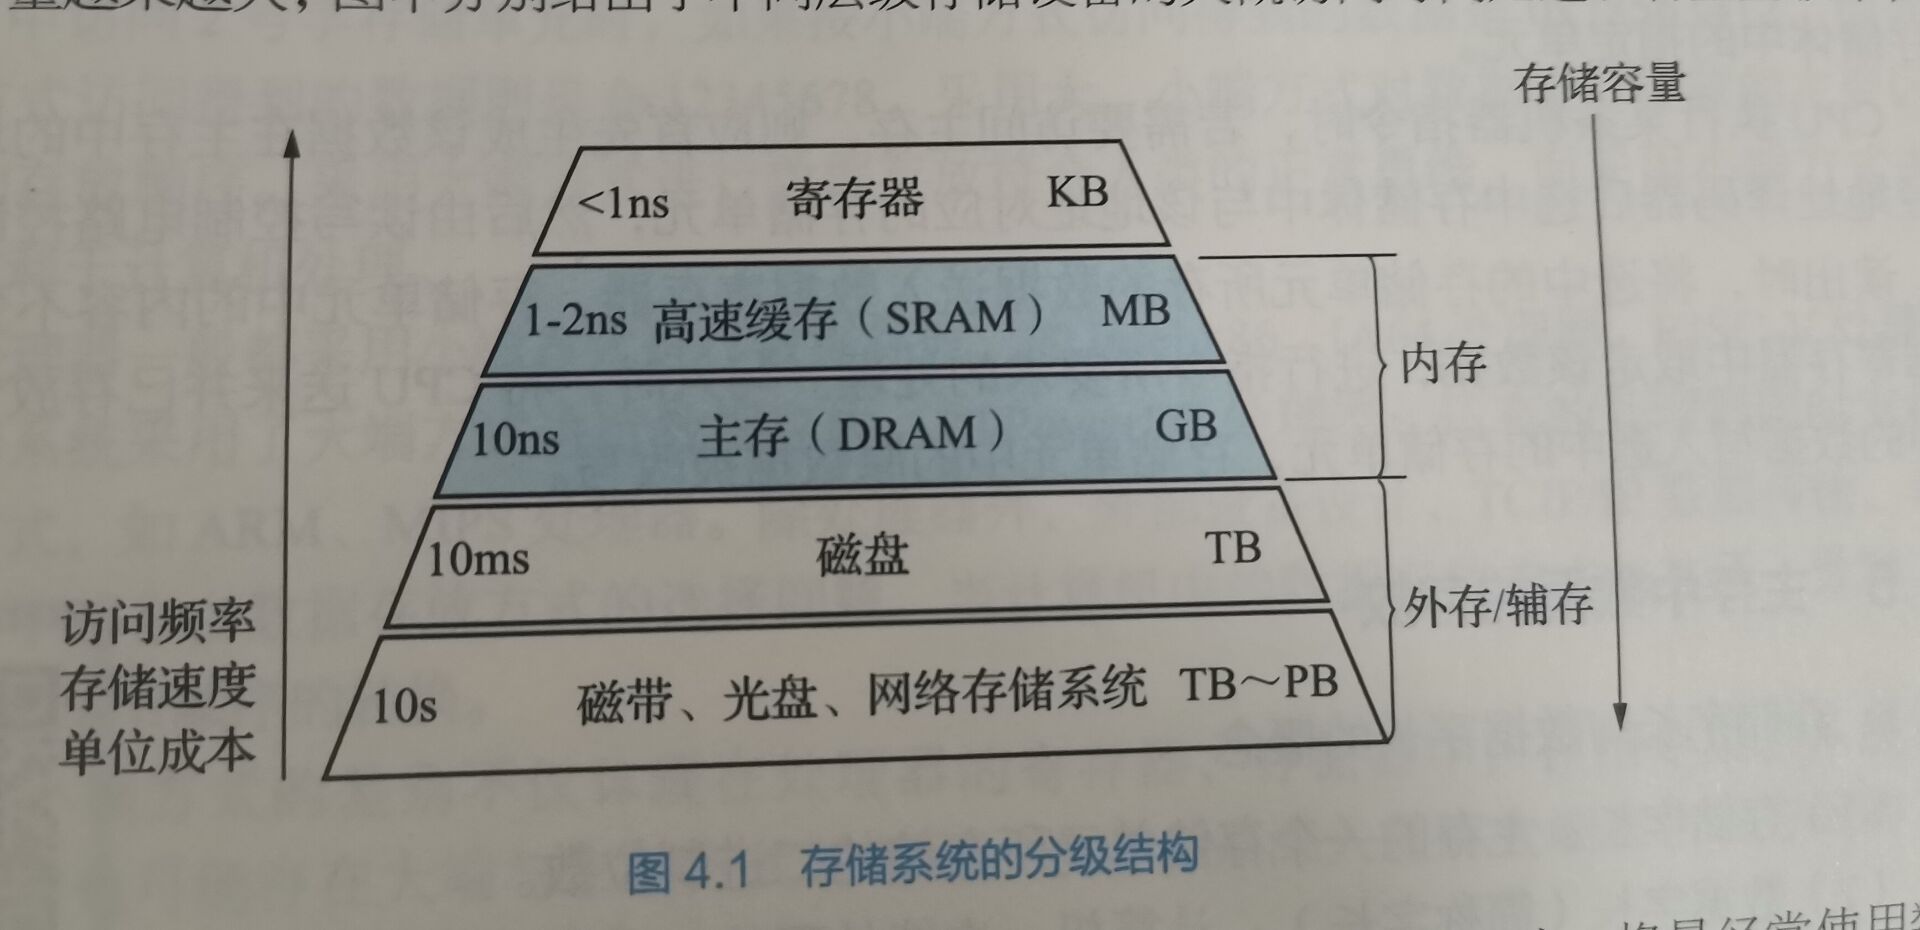 存储容量
<1ns 寄存器 KB
1-2ns 高速缓存（SRAM） MB
内存
10ns 主存（DRAM） GB
10ms 磁盘 TB
外存/辅存
10s 磁带、光盘、网络存储系统 TB～PB
访问频率
存储速度
单位成本
图 4.1 存储系统的分级结构